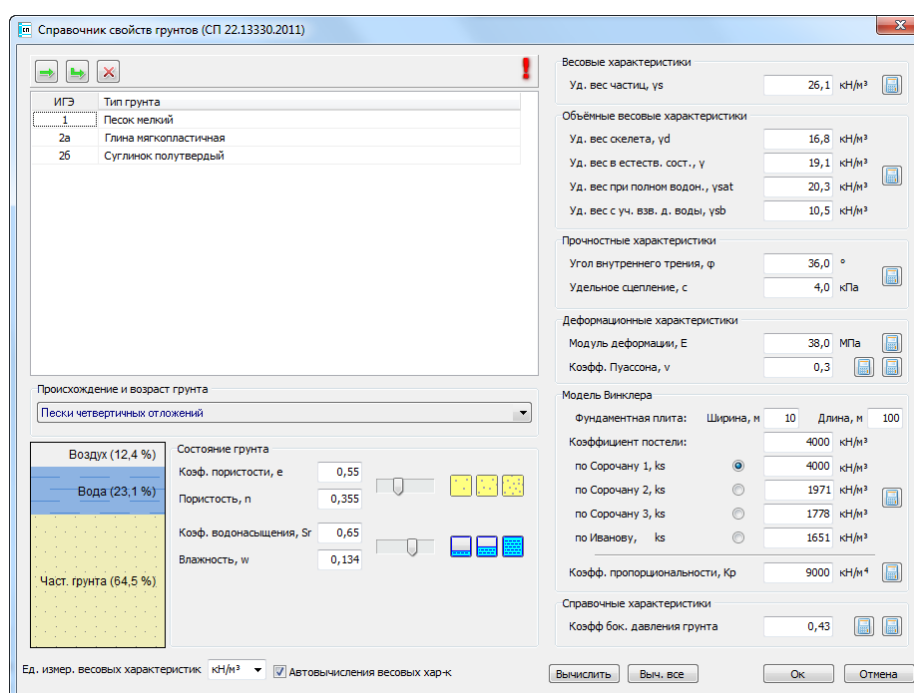 Справочник свойств грунтов (СП 22.13330.2011)
ИГЭ Тип грунта
1 Песок мелкий
2а Глина мягкопластичная
2б Суглинок полутвердый
Происхождение и возраст грунта
Пески четвертичных отложений
Воздух (12,4 %)
Вода (23,1 %)
Част. грунта (64,5 %)
Состояние грунта
Коэф. пористости, e 0,55
Пористость, n 0,355
Коэф. водонасыщения, Sr 0,65
Влажность, w 0,134
Ед. измер. весовых характеристик кН/м³ Автовычисления весовых хар-к
Весовые характеристики
Уд. вес частиц, γs 26,1 кН/м³
Объёмные весовые характеристики
Уд. вес скелета, γd 16,8 кН/м³
Уд. вес в естеств. сост., γ 19,1 кН/м³
Уд. вес при полном водон., γsat 20,3 кН/м³
Уд. вес с уч. взв. д. воды, γsb 10,5 кН/м³
Прочностные характеристики
Угол внутреннего трения, φ 36,0 °
Удельное сцепление, c 4,0 кПа
Деформационные характеристики
Модуль деформации, E 38,0 МПа
Коэфф. Пуассона, ν 0,3
Модель Винклера
Фундаментная плита: Ширина, м 10 Длина, м 100
Коэффициент постели: 4000 кН/м³
по Сорочану 1, ks 4000 кН/м³
по Сорочану 2, ks 1971 кН/м³
по Сорочану 3, ks 1778 кН/м³
по Иванову, ks 1651 кН/м³
Коэфф. пропорциональности, Kp 9000 кН/м⁴
Справочные характеристики
Коэфф бок. давления грунта 0,43
Вычислить Выч. все Ок Отмена